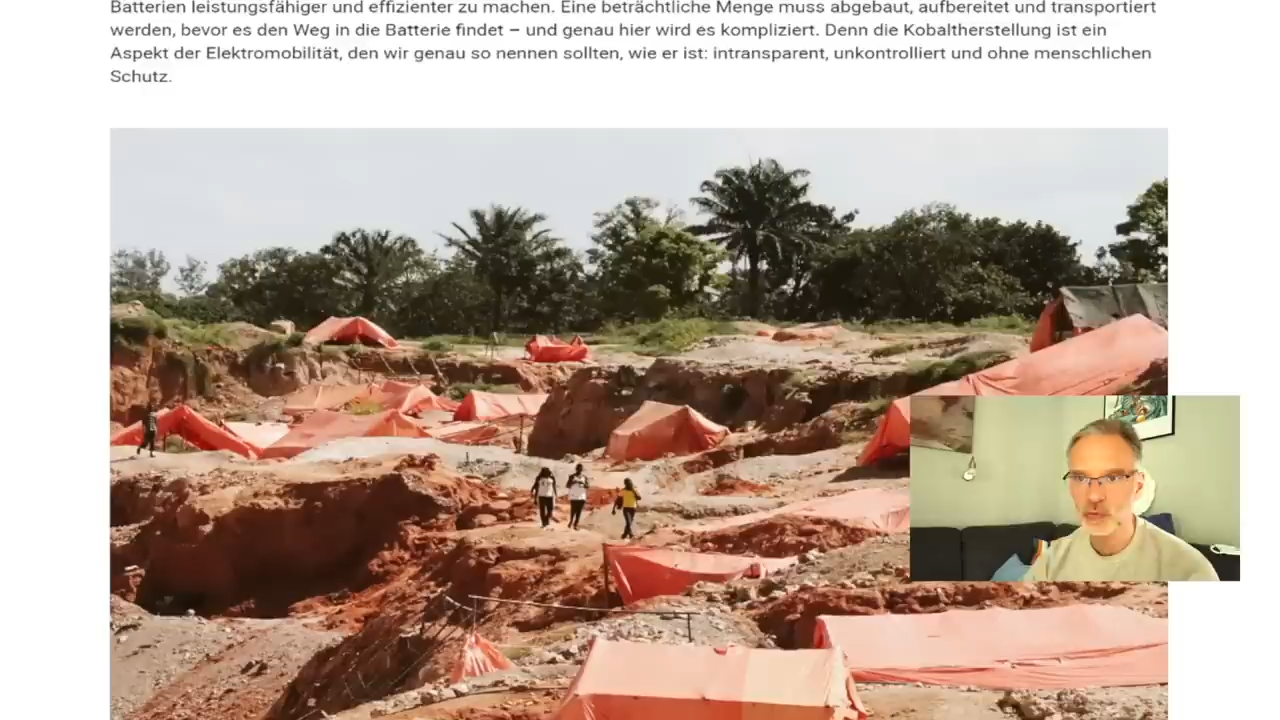 Batterien leistungsfähiger und effizienter zu machen. Eine beträchtliche Menge muss abgebaut, aufbereitet und transportiert
werden, bevor es den Weg in die Batterie findet – und genau hier wird es kompliziert. Denn die Kobaltherstellung ist ein
Aspekt der Elektromobilität, den wir genau so nennen sollten, wie er ist: intransparent, unkontrolliert und ohne menschlichen
Schutz.